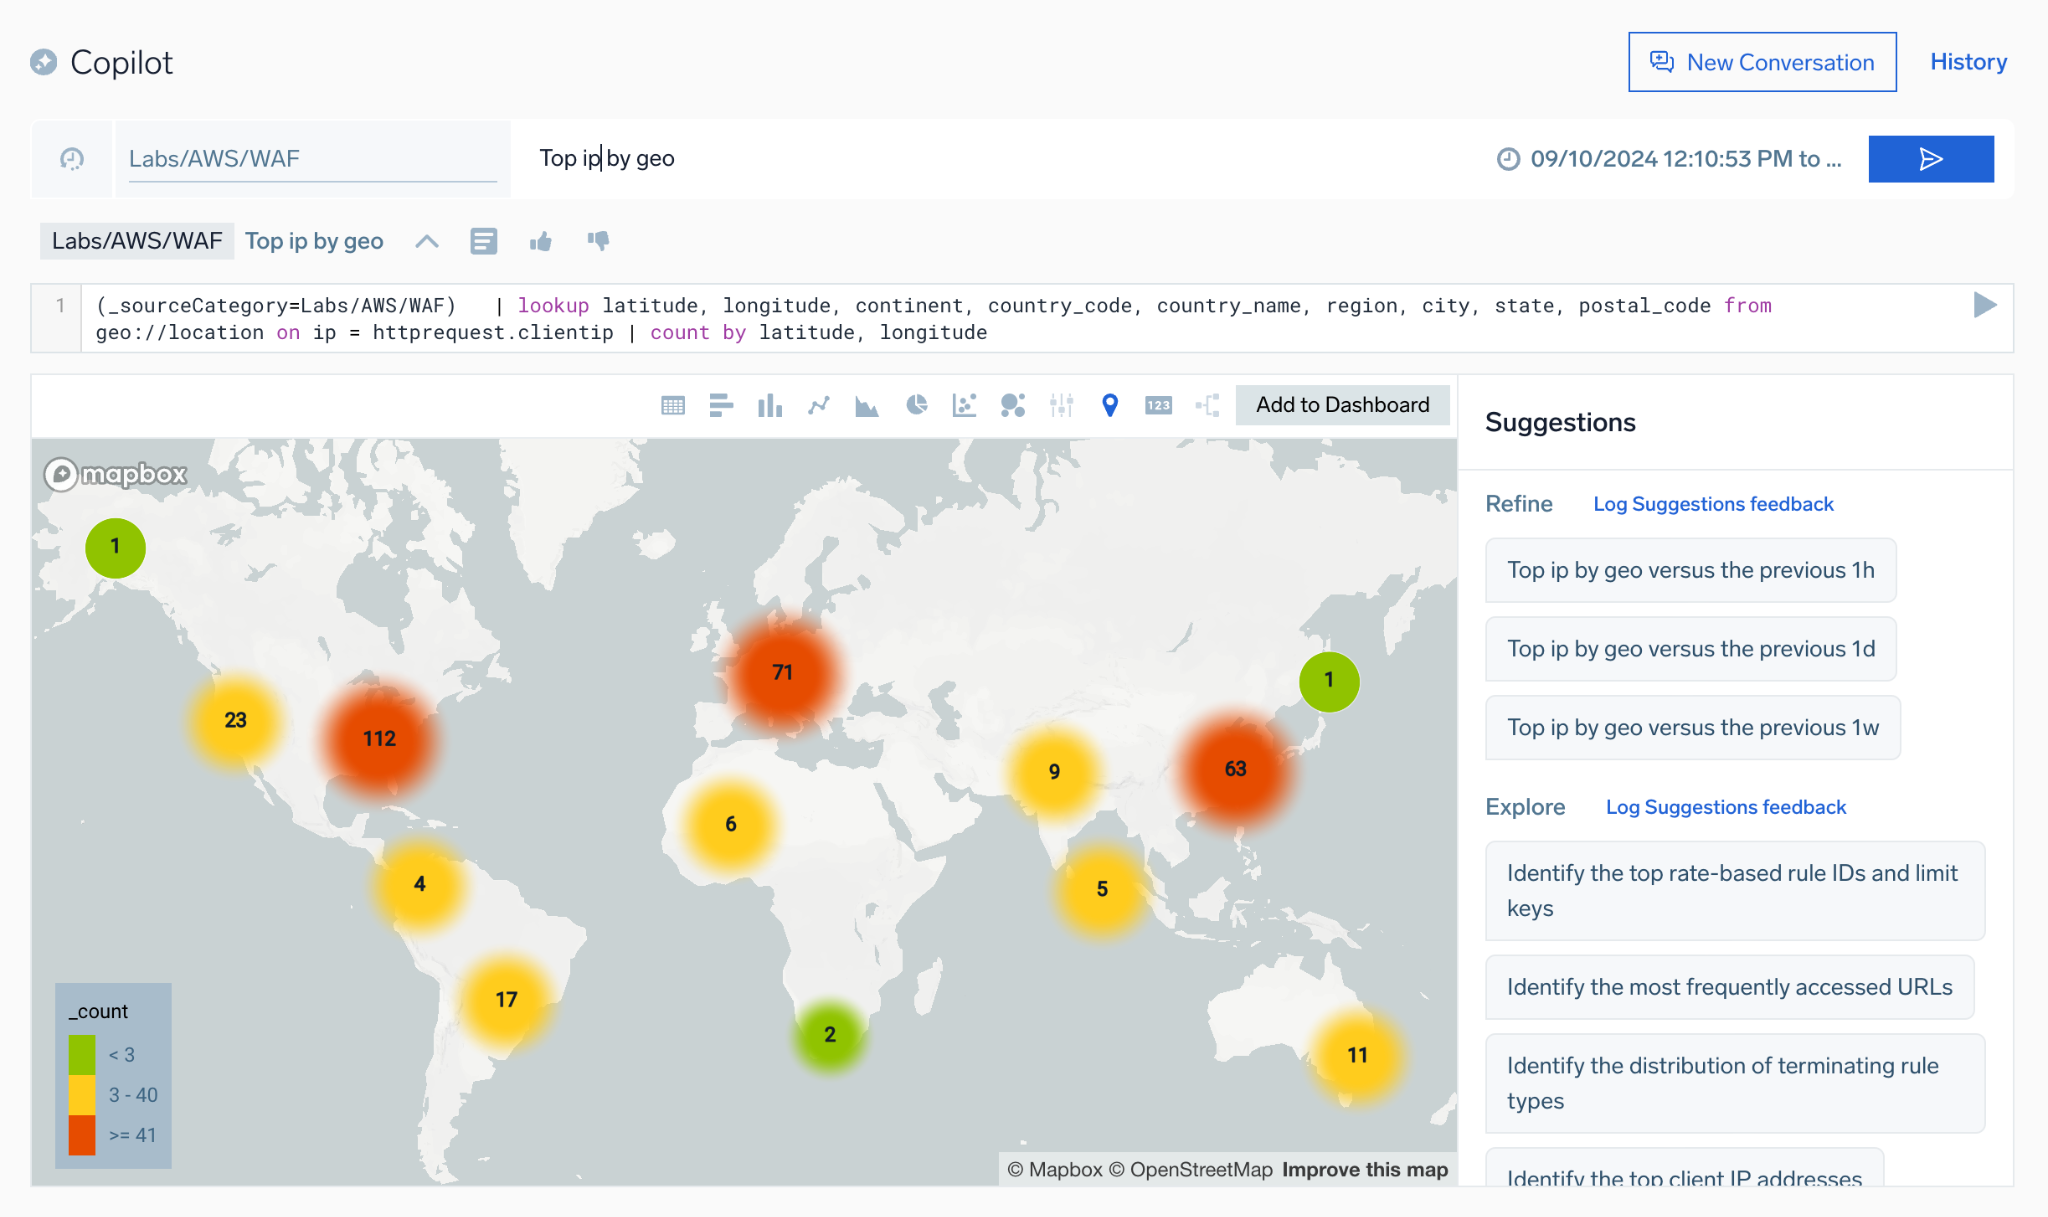 Copilot
New Conversation
History
Labs/AWS/WAF
Top ip by geo
09/10/2024 12:10:53 PM to ...
Labs/AWS/WAF
Top ip by geo
1
(_sourceCategory=Labs/AWS/WAF)   | lookup latitude, longitude, continent, country_code, country_name, region, city, state, postal_code from
geo://location on ip = httprequest.clientip | count by latitude, longitude
123
Add to Dashboard
mapbox
1
71
1
23
112
9
63
6
4
5
17
2
11
_count
< 3
3 - 40
>= 41
© Mapbox © OpenStreetMap Improve this map
Suggestions
Refine
Log Suggestions feedback
Top ip by geo versus the previous 1h
Top ip by geo versus the previous 1d
Top ip by geo versus the previous 1w
Explore
Log Suggestions feedback
Identify the top rate-based rule IDs and limit
keys
Identify the most frequently accessed URLs
Identify the distribution of terminating rule
types
Identify the top client IP addresses